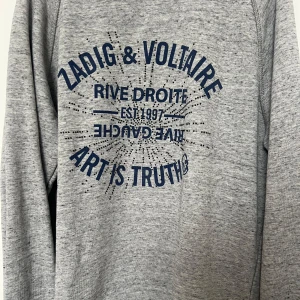 ZADIG & VOLTAIRE
RIVE DROITE
EST. 1997
RIVE GAUCHE
ART IS TRUTH